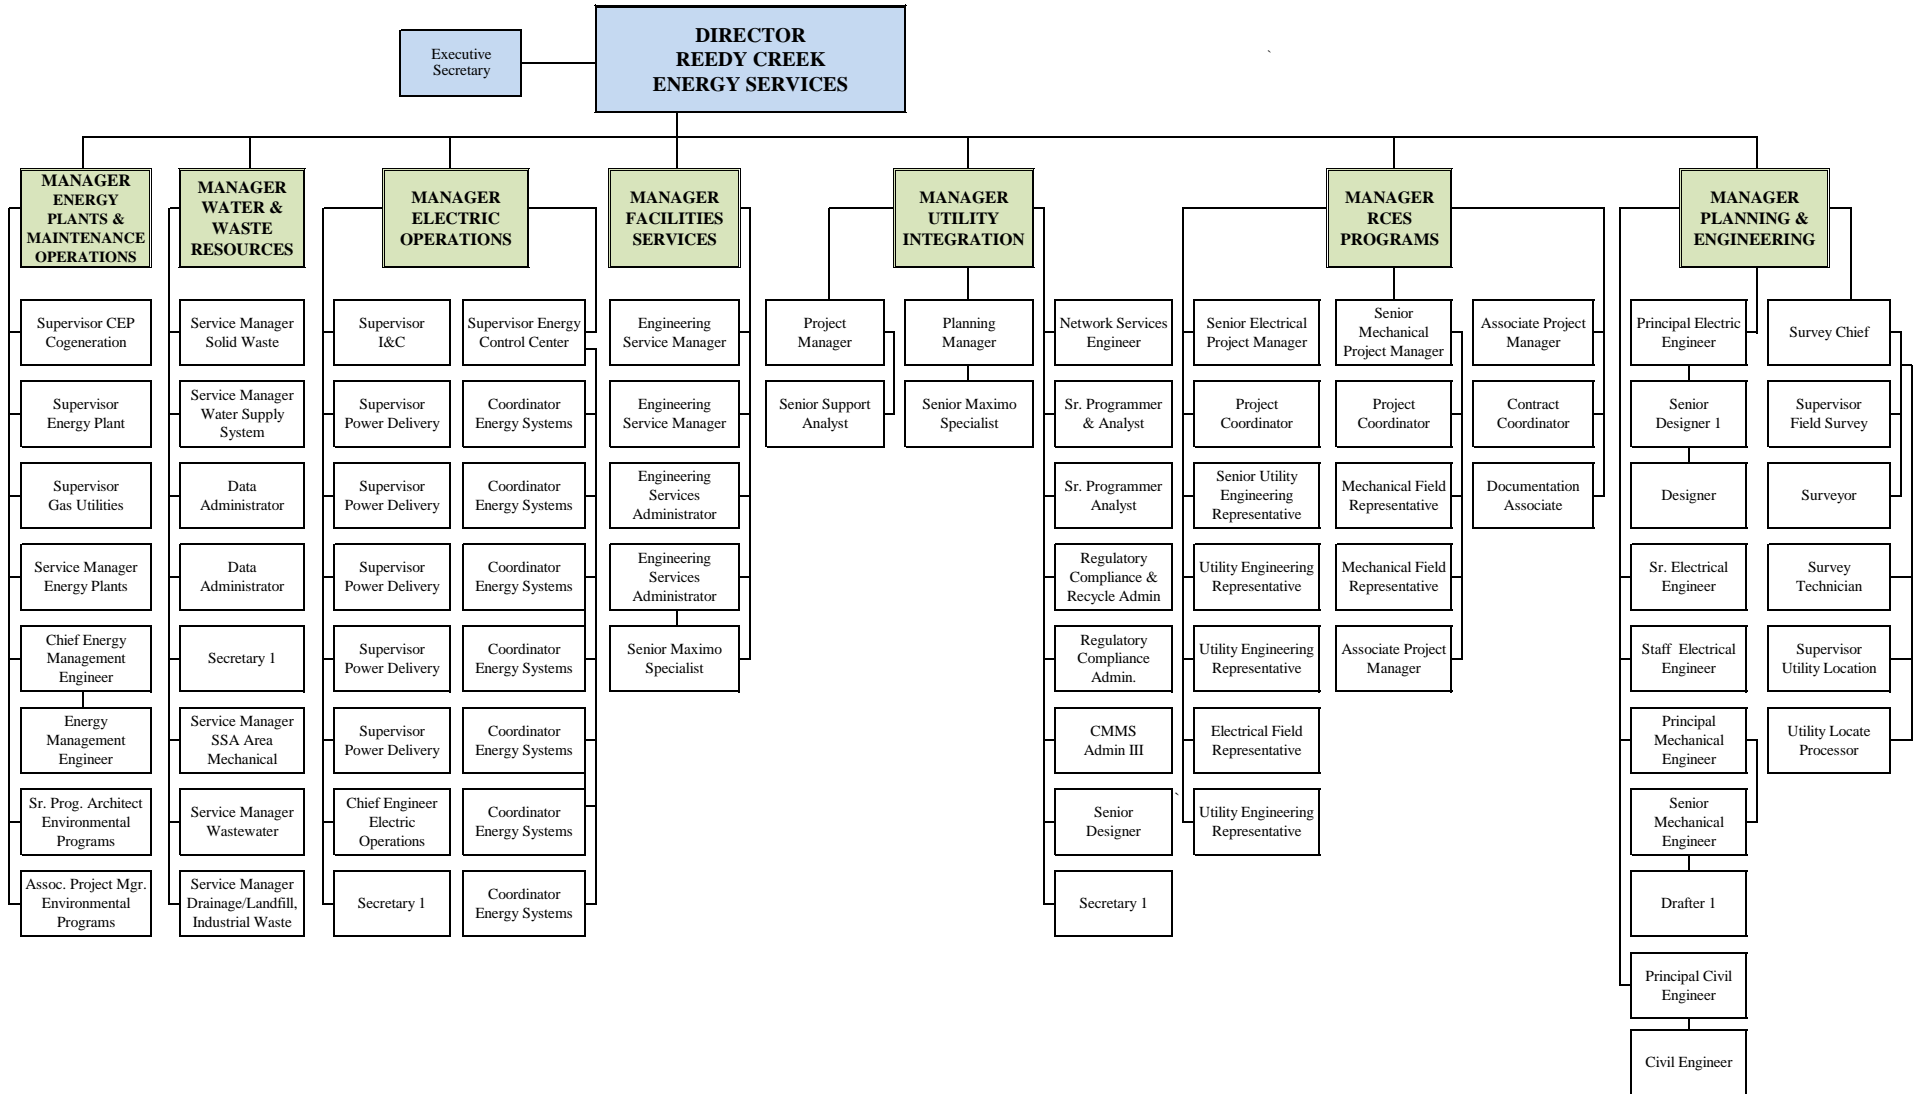 Executive
Secretary
DIRECTOR
REEDY CREEK
ENERGY SERVICES
`
MANAGER
ENERGY
PLANTS &
MAINTENANCE
OPERATIONS
MANAGER
WATER &
WASTE
RESOURCES
MANAGER
ELECTRIC
OPERATIONS
MANAGER
FACILITIES
SERVICES
MANAGER
UTILITY
INTEGRATION
MANAGER
RCES
PROGRAMS
MANAGER
PLANNING &
ENGINEERING
Supervisor CEP
Cogeneration
Supervisor
Energy Plant
Supervisor
Gas Utilities
Service Manager
Energy Plants
Chief Energy
Management
Engineer
Energy
Management
Engineer
Sr. Prog. Architect
Environmental
Programs
Assoc. Project Mgr.
Environmental
Programs
Service Manager
Solid Waste
Service Manager
Water Supply
System
Data
Administrator
Data
Administrator
Secretary 1
Service Manager
SSA Area
Mechanical
Service Manager
Wastewater
Service Manager
Drainage/Landfill,
Industrial Waste
Supervisor
I&C
Supervisor
Power Delivery
Supervisor
Power Delivery
Supervisor
Power Delivery
Supervisor
Power Delivery
Supervisor
Power Delivery
Chief Engineer
Electric
Operations
Secretary 1
Supervisor Energy
Control Center
Coordinator
Energy Systems
Coordinator
Energy Systems
Coordinator
Energy Systems
Coordinator
Energy Systems
Coordinator
Energy Systems
Coordinator
Energy Systems
Coordinator
Energy Systems
Engineering
Service Manager
Engineering
Service Manager
Engineering
Services
Administrator
Engineering
Services
Administrator
Senior Maximo
Specialist
Project
Manager
Senior Support
Analyst
Planning
Manager
Senior Maximo
Specialist
Network Services
Engineer
Sr. Programmer
& Analyst
Sr. Programmer
Analyst
Regulatory
Compliance &
Recycle Admin
Regulatory
Compliance
Admin.
CMMS
Admin III
Senior
Designer
Secretary 1
`
Senior Electrical
Project Manager
Project
Coordinator
Senior Utility
Engineering
Representative
Utility Engineering
Representative
Utility Engineering
Representative
Electrical Field
Representative
Utility Engineering
Representative
Senior
Mechanical
Project Manager
Project
Coordinator
Mechanical Field
Representative
Mechanical Field
Representative
Associate Project
Manager
Associate Project
Manager
Contract
Coordinator
Documentation
Associate
Principal Electric
Engineer
Senior
Designer 1
Designer
Sr. Electrical
Engineer
Staff  Electrical
Engineer
Principal
Mechanical
Engineer
Senior
Mechanical
Engineer
Drafter 1
Principal Civil
Engineer
Civil Engineer
Survey Chief
Supervisor
Field Survey
Surveyor
Survey
Technician
Supervisor
Utility Location
Utility Locate
Processor